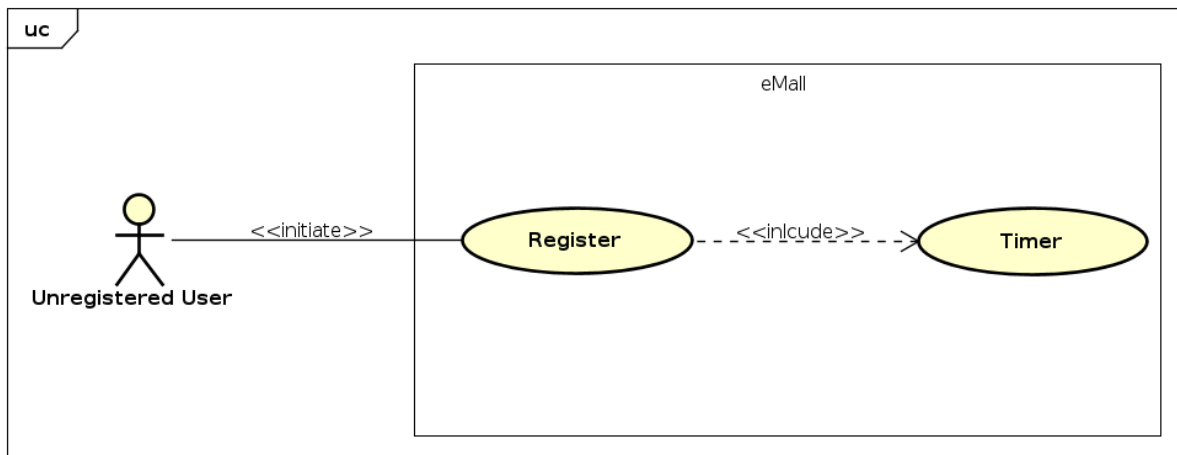 uc
eMall
<<initiate>>
Register
<<inlcude>>
Timer
Unregistered User